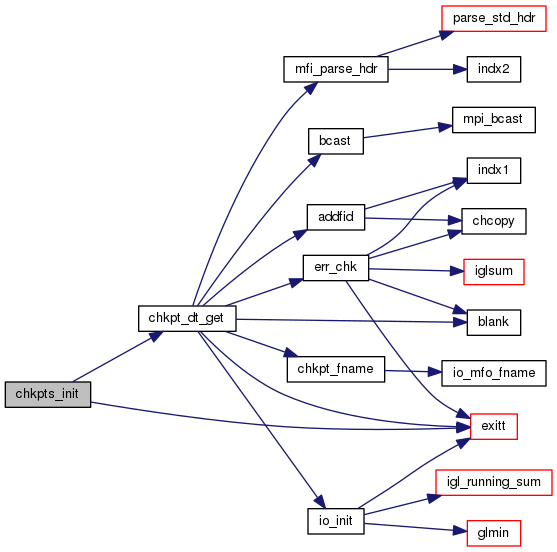 parse_std_hdr
mfi_parse_hdr
indx2
mpi_bcast
bcast
indx1
addfid
chcopy
err_chk
iglsum
chkpt_dt_get
blank
chkpt_fname
io_mfo_fname
chkpts_init
exitt
igl_running_sum
io_init
glmin